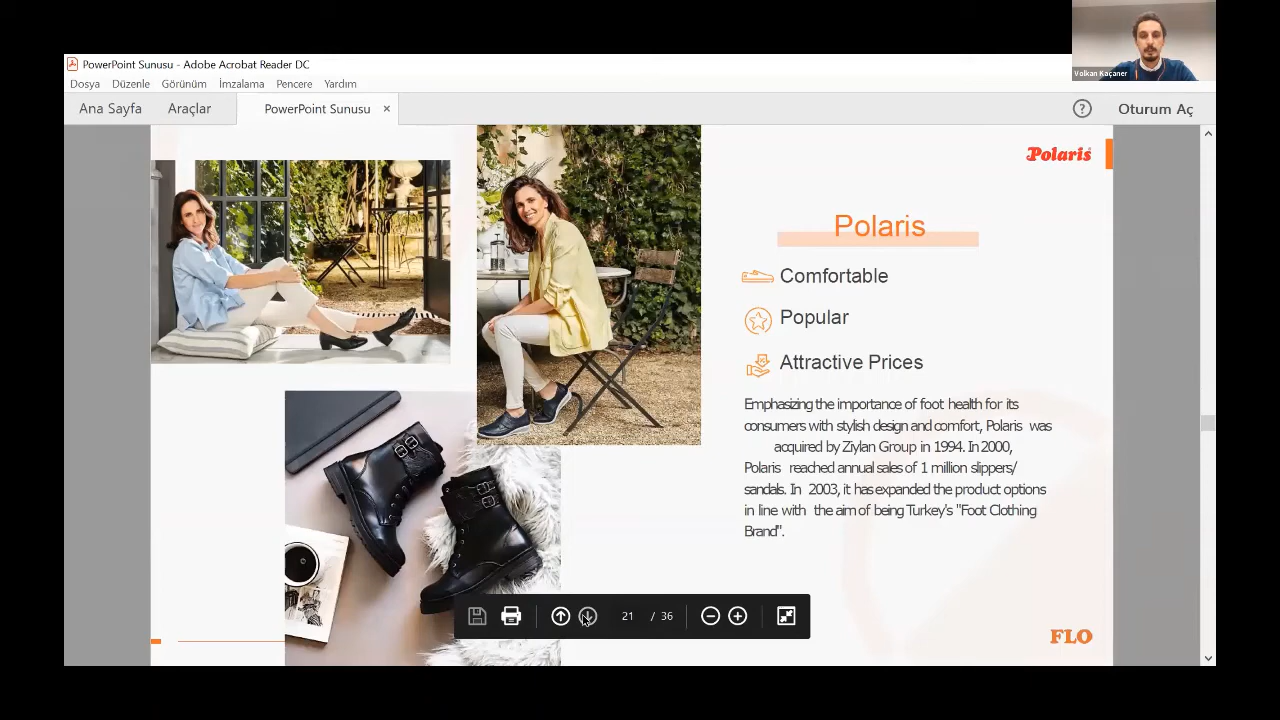 Volkan Kaçaner
PowerPoint Sunusu - Adobe Acrobat Reader DC
Dosya Düzenle Görünüm İmzalama Pencere Yardım
Ana Sayfa Araçlar PowerPoint Sunusu × ? Oturum Aç
Polaris
Polaris
Comfortable
Popular
Attractive Prices
Emphasizing the importance of foot health for its
consumers with stylish design and comfort, Polaris was
acquired by Ziylan Group in 1994. In 2000,
Polaris reached annual sales of 1 million slippers/
sandals. In 2003, it has expanded the product options
in line with the aim of being Turkey's "Foot Clothing
Brand".
21 / 36
FLO